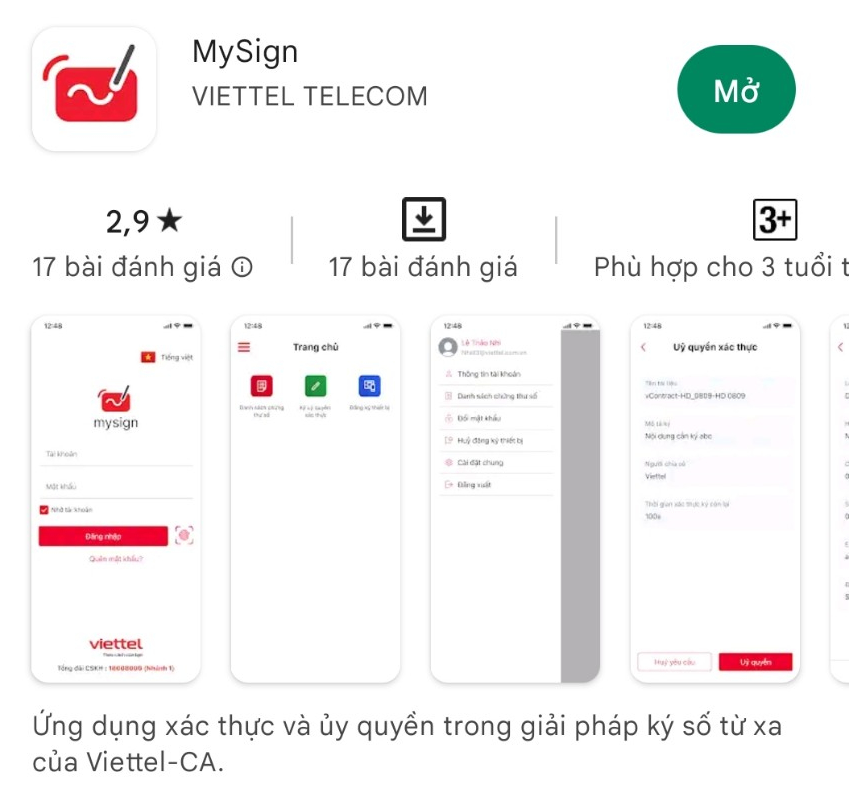 MySign
VIETTEL TELECOM
Mở
2,9 ★
17 bài đánh giá
17 bài đánh giá
3+
Phù hợp cho 3 tuổi t
12:48
Tiếng việt
mysign
Tài khoản
Mật khẩu
Nhớ tài khoản
Đăng nhập
Quên mật khẩu?
viettel
Tổng đài CSKH : 18008000 (Nhánh 1)
12:48
Trang chủ
Danh sách chứng thư số
Ký uỷ quyền xác thực
Đăng ký thiết bị
12:48
Lê Thảo Nhi
Thông tin tài khoản
Danh sách chứng thư số
Đổi mật khẩu
Huỷ đăng ký thiết bị
Cài đặt chung
Đăng xuất
12:48
Uỷ quyền xác thực
Tên tài liệu
vContract-HD_0809-HD 0809
Mô tả ký
Nội dung cần ký abc
Người chia sẻ
Viettel
Thời gian xác thực ký còn lại
100s
Huỷ yêu cầu
Uỷ quyền
Ứng dụng xác thực và ủy quyền trong giải pháp ký số từ xa
của Viettel-CA.